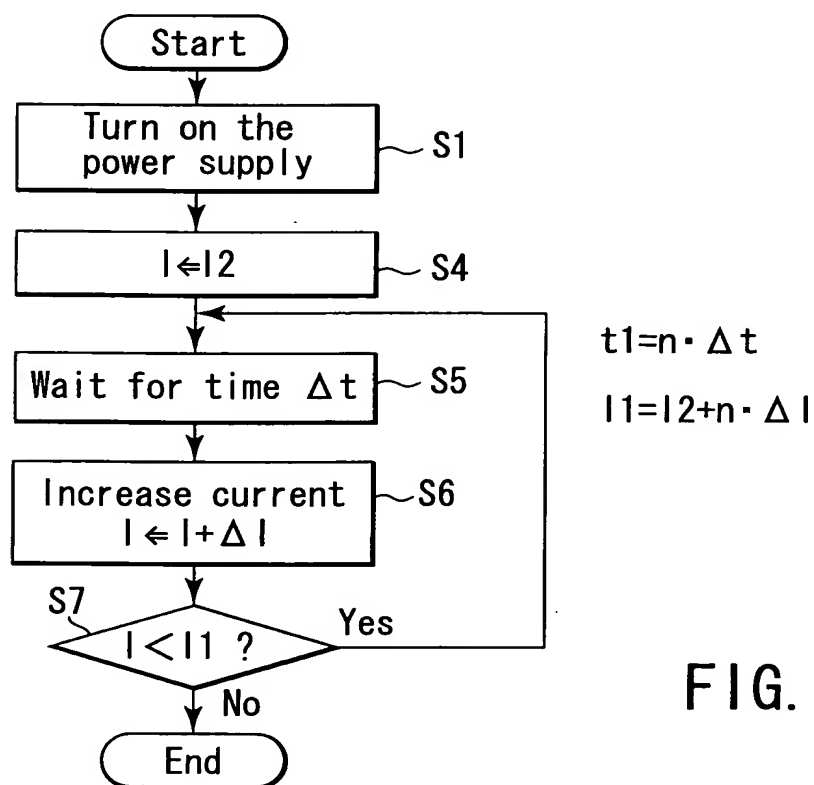 Start
Turn on the
power supply
S1
I⇐I2
S4
Wait for time Δt
S5
Increase current
I⇐I+ΔI
S6
S7
I<I1 ?
Yes
No
End
t1=n·Δt
I1=I2+n·ΔI
FIG.